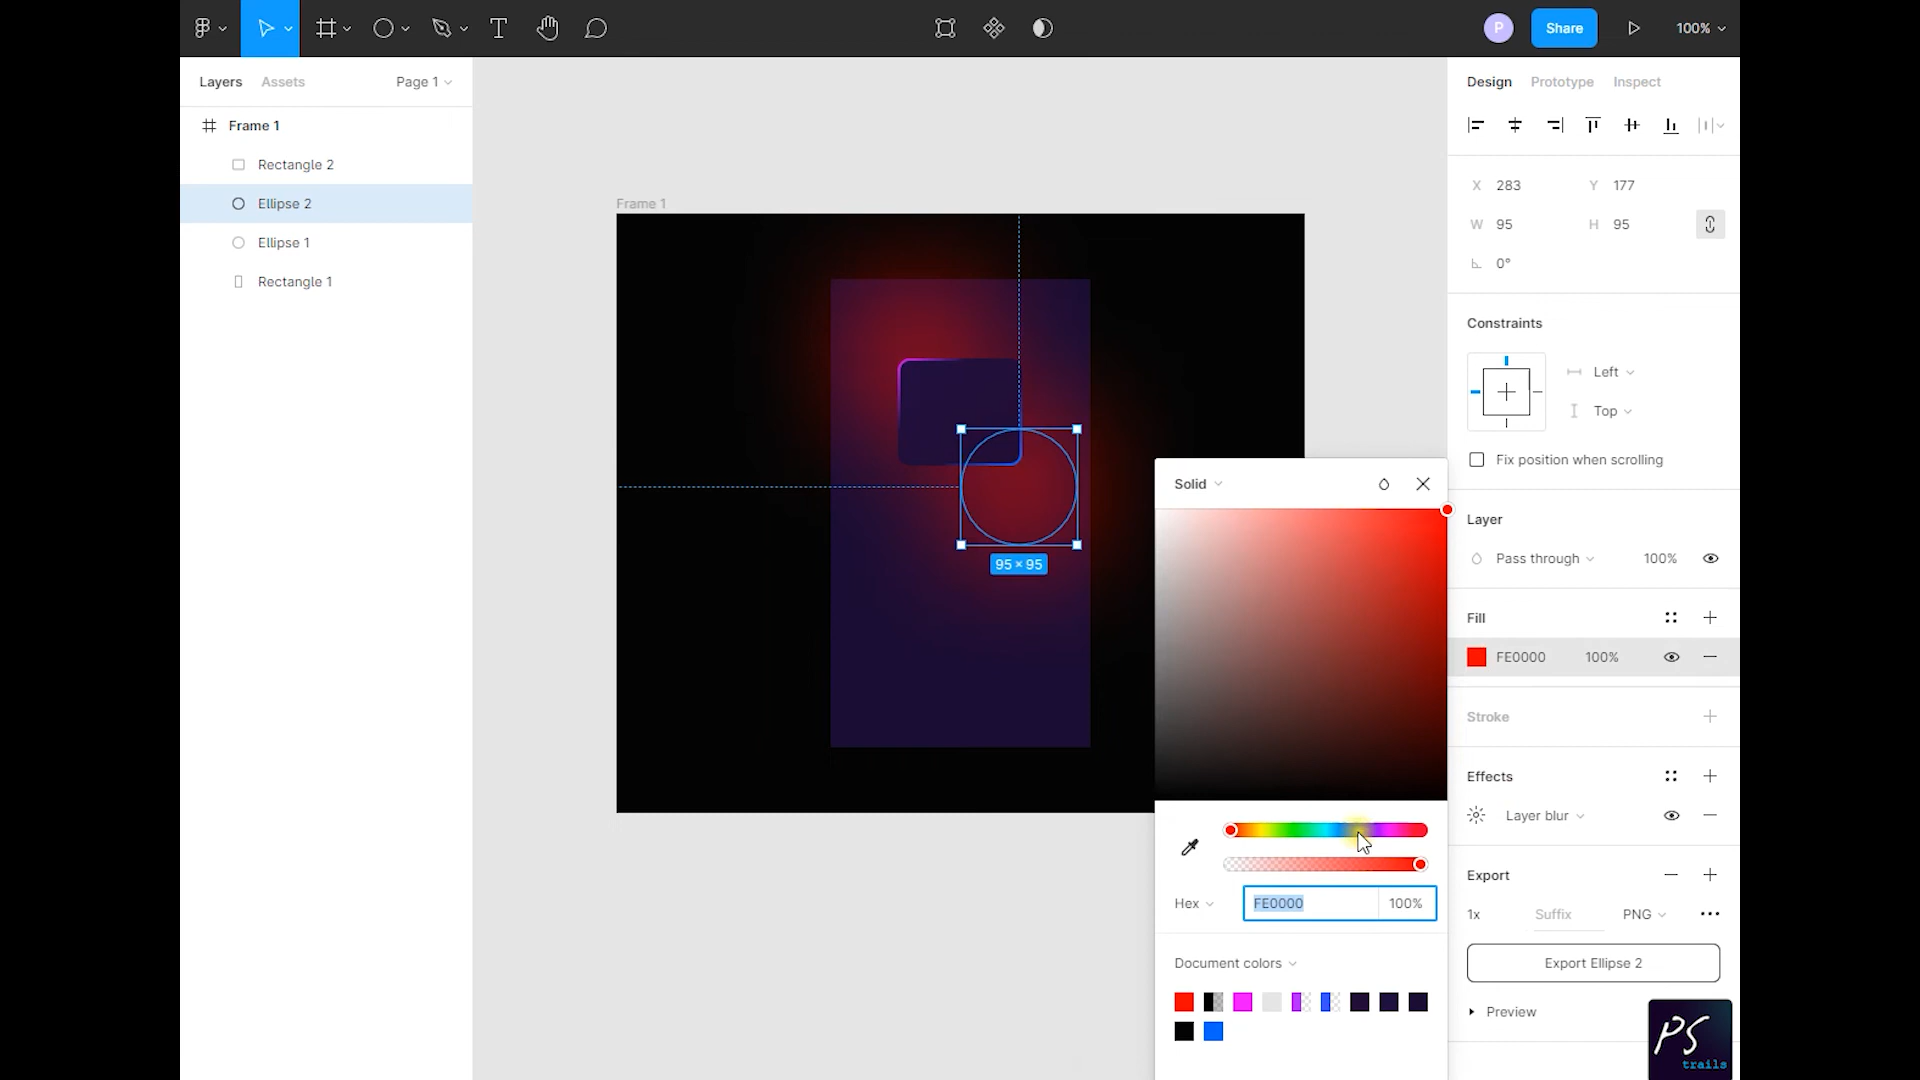 Share
P
100%
Layers
Assets
Page 1
Design
Prototype
Inspect
Frame 1
Rectangle 2
Ellipse 2
Ellipse 1
Rectangle 1
Frame 1
95 × 95
X 283
Y 177
W 95
H 95
0°
Constraints
Left
Top
Fix position when scrolling
Layer
Pass through
100%
Fill
FE0000
100%
Stroke
Effects
Layer blur
Export
1x
Suffix
PNG
Export Ellipse 2
Preview
Solid
Hex
FE0000
100%
Document colors
PS
trails